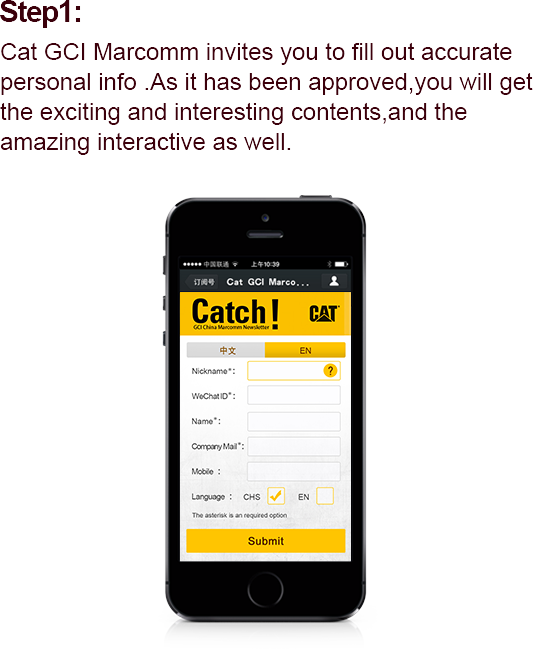 Step1:
Cat GCI Marcomm invites you to fill out accurate
personal info .As it has been approved,you will get
the exciting and interesting contents,and the
amazing interactive as well.
中国联通 上午10:39
订阅号 Cat GCI Marco...
Catch! CAT
GCI China Marcomm Newsletter
中文 EN
Nickname*: ?
WeChat ID*:
Name*:
Company Mail*:
Mobile :
Language : CHS EN
The asterisk is an required option
Submit